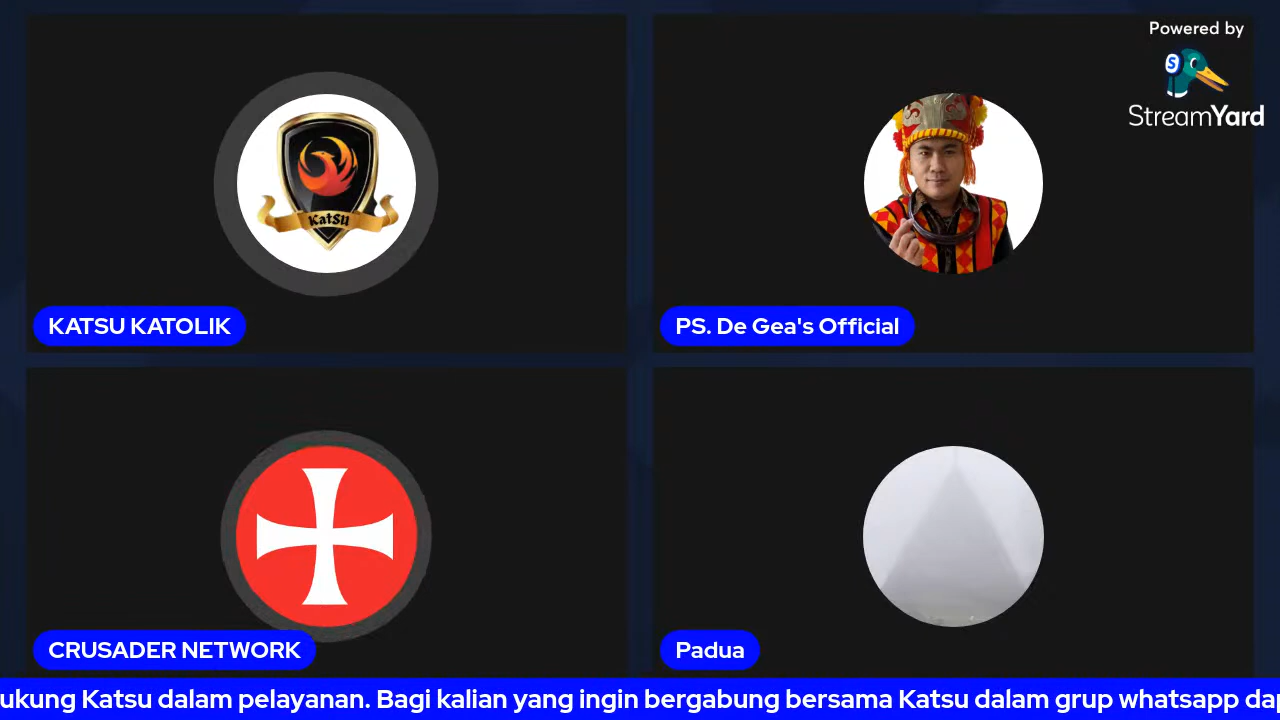 Powered by
StreamYard
KatSU
KATSU KATOLIK
PS. De Gea's Official
CRUSADER NETWORK
Padua
ukung Katsu dalam pelayanan. Bagi kalian yang ingin bergabung bersama Katsu dalam grup whatsapp